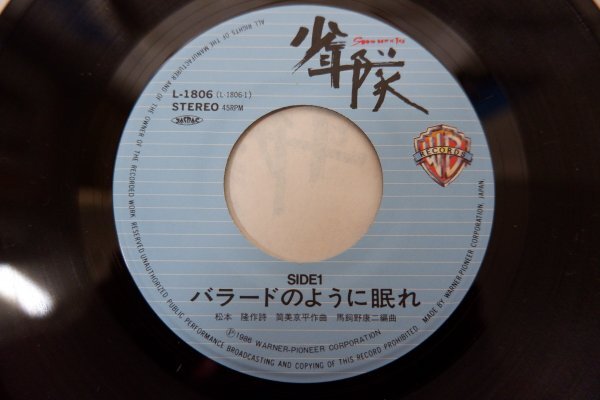 少年隊
L-1806 (L-1806-1)
STEREO 45RPM
WB
RECORDS
SIDE1
バラードのように眠れ
松本 隆作詩 筒美京平作曲 馬飼野康二編曲
Ⓟ1986 WARNER-PIONEER CORPORATION
ALL RIGHTS OF THE MANUFACTURER AND OF THE OWNER OF THE RECORDED WORK RESERVED UNAUTHORIZED PUBLIC PERFORMANCE BROADCASTING AND COPYING OF THIS RECORD PROHIBITED. MADE BY WARNER-PIONEER CORPORATION, JAPAN